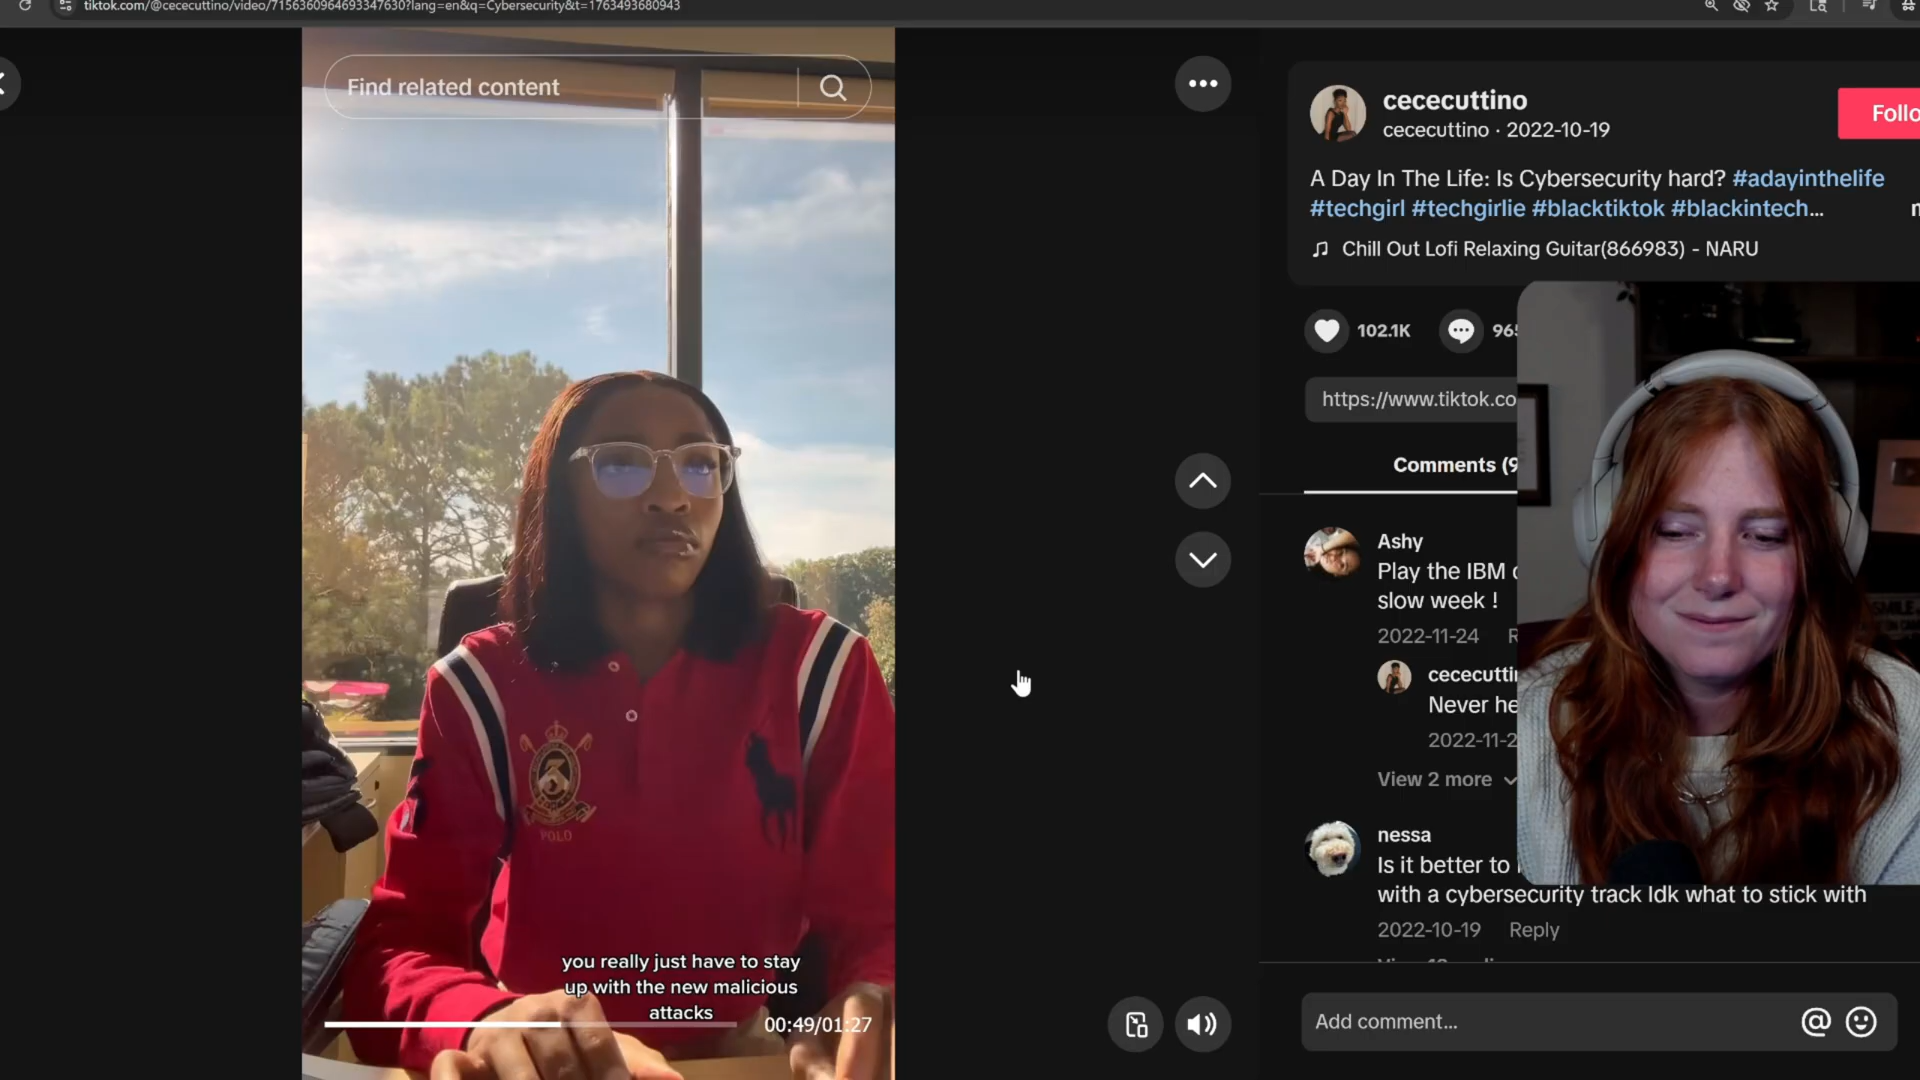 tiktok.com/@cececuttino/video/7156360964693347630?lang=en&q=Cybersecurity&t=1763493680943
Find related content
cececuttino
cececuttino · 2022-10-19
A Day In The Life: Is Cybersecurity hard? #adayinthelife
#techgirl #techgirlie #blacktiktok #blackintech...
Chill Out Lofi Relaxing Guitar(866983) - NARU
102.1K
https://www.tiktok.co
Comments
Ashy
Play the IBM
slow week !
2022-11-24
Never
View 2 more
nessa
Is it better to
with a cybersecurity track Idk what to stick with
2022-10-19 Reply
Add comment...
POLO
you really just have to stay
up with the new malicious
attacks
00:49/01:27